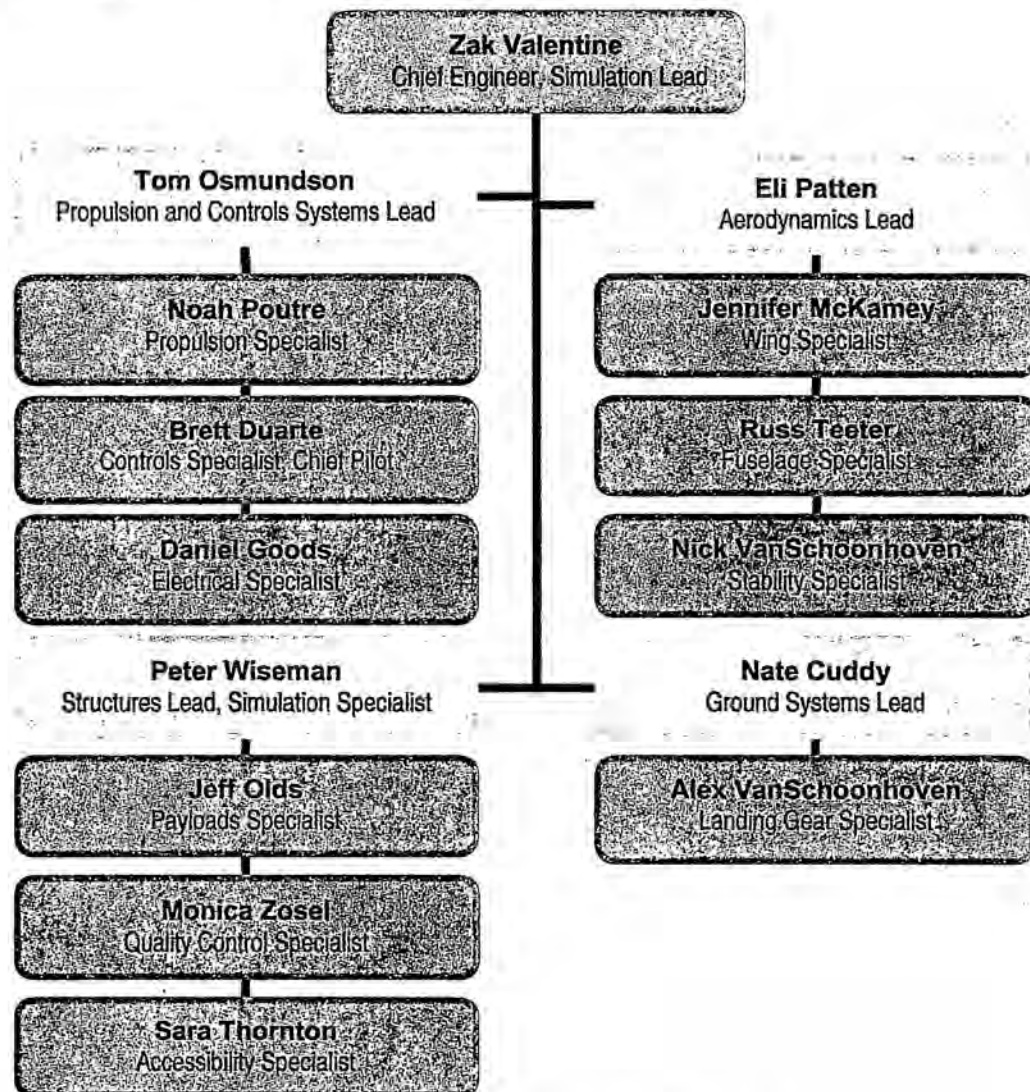 Zak Valentine
Chief Engineer, Simulation Lead
Tom Osmundson
Propulsion and Controls Systems Lead
Noah Poutre
Propulsion Specialist
Brett Duarte
Controls Specialist, Chief Pilot
Daniel Goods
Electrical Specialist
Eli Patten
Aerodynamics Lead
Jennifer McKamey
Wing Specialist
Russ Teeter
Fuselage Specialist
Nick VanSchoonhoven
Stability Specialist
Peter Wiseman
Structures Lead, Simulation Specialist
Jeff Olds
Payloads Specialist
Monica Zosel
Quality Control Specialist
Sara Thornton
Accessibility Specialist
Nate Cuddy
Ground Systems Lead
Alex VanSchoonhoven
Landing Gear Specialist